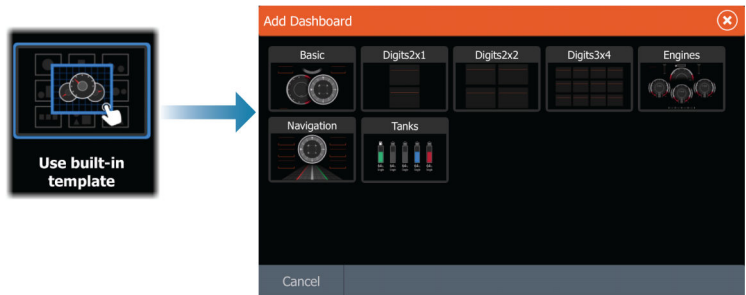 Add Dashboard
Basic
Digits2x1
Digits2x2
Digits3x4
Engines
Use built-in
template
Navigation
Tanks
Cancel